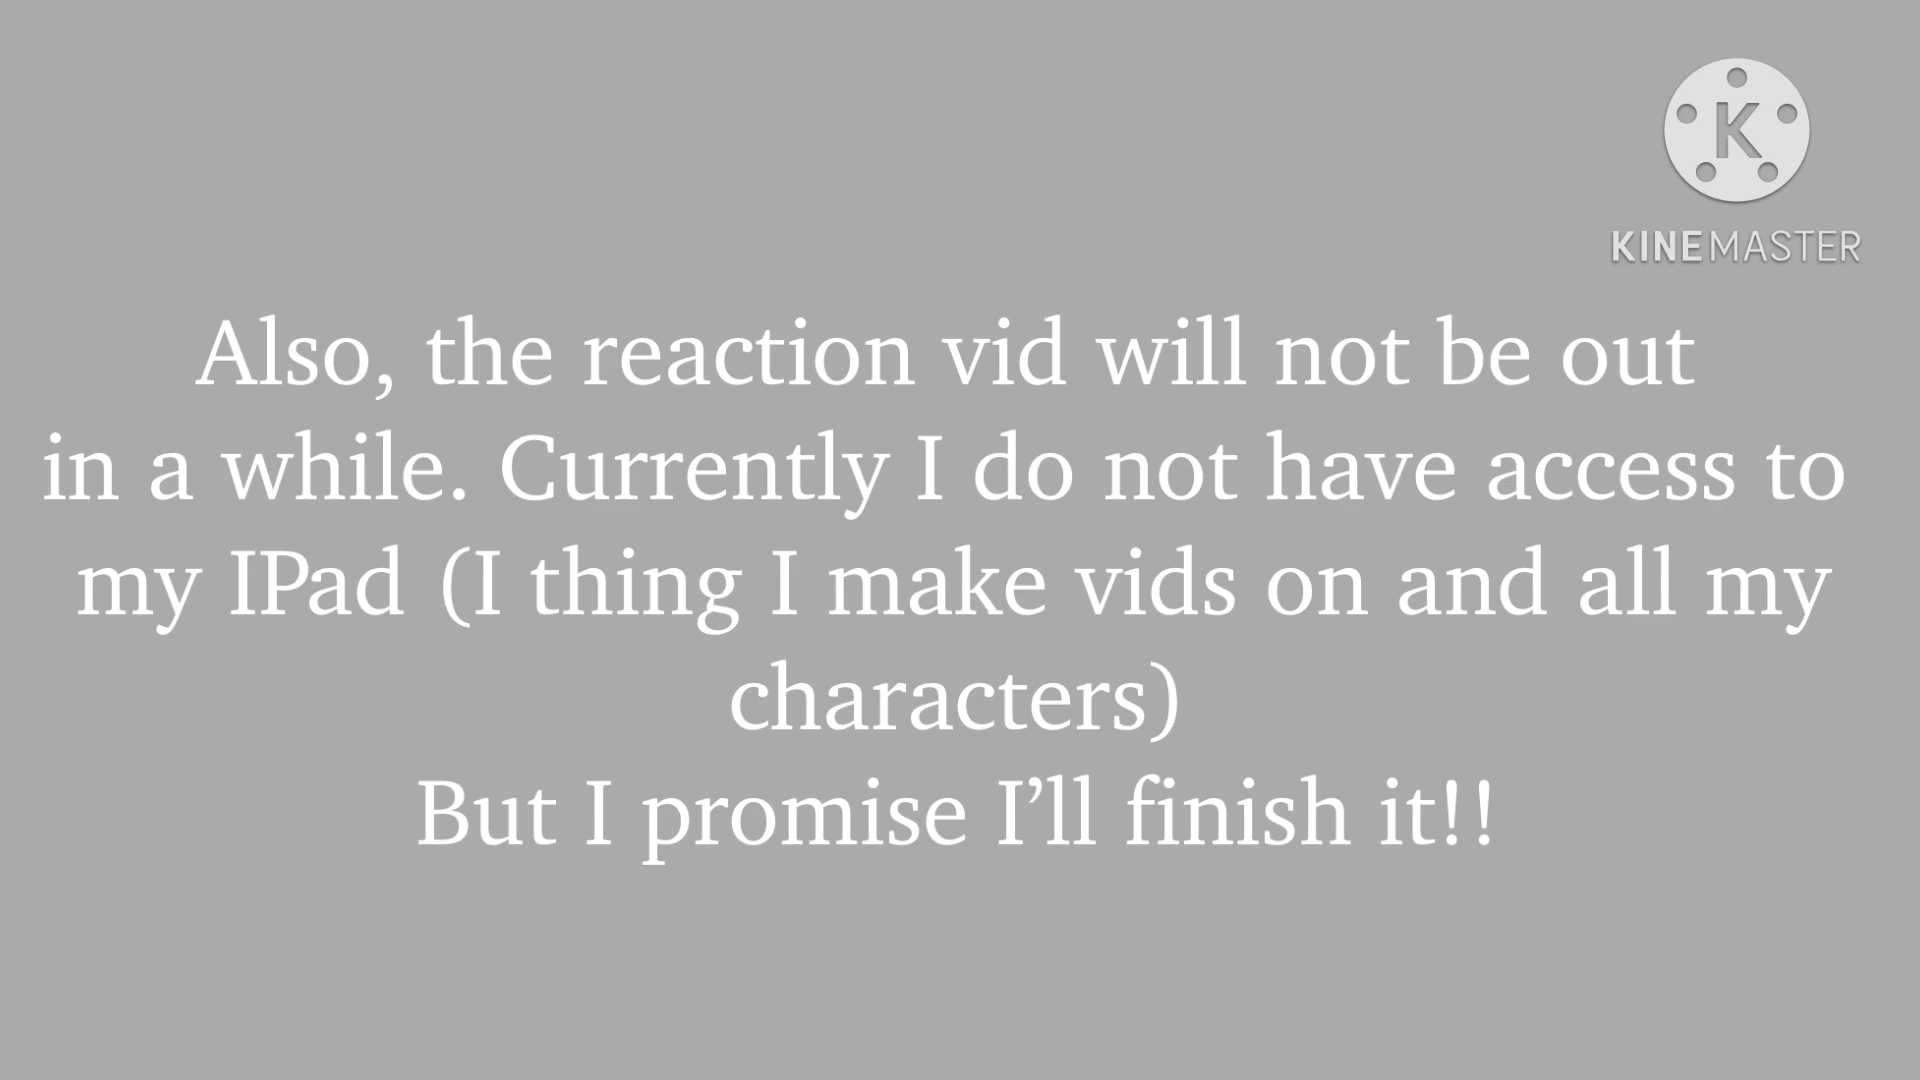 K
KINEMASTER
Also, the reaction vid will not be out
in a while. Currently I do not have access to
my IPad (I thing I make vids on and all my
characters)
But I promise I’ll finish it!!